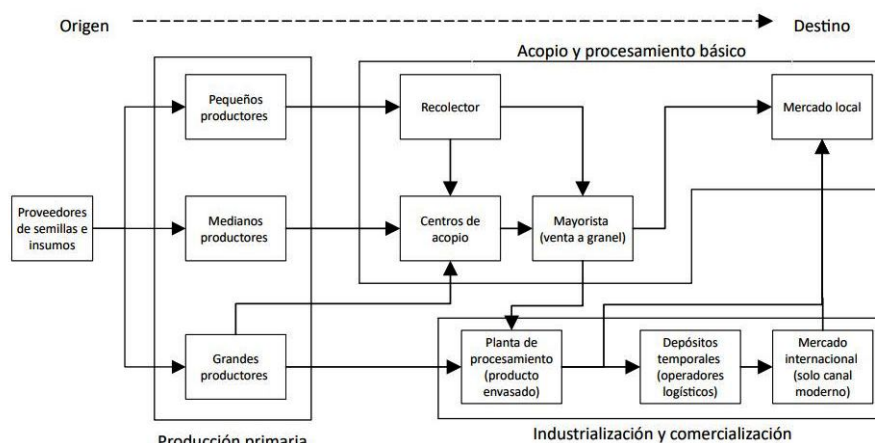 Origen
Destino
Acopio y procesamiento básico
Pequeños
productores
Recolector
Mercado local
Proveedores
de semillas e
insumos
Medianos
productores
Centros de
acopio
Mayorista
(venta a granel)
Grandes
productores
Planta de
procesamiento
(producto
envasado)
Depósitos
temporales
(operadores
logísticos)
Mercado
internacional
(solo canal
moderno)
Producción primaria
Industrialización y comercialización